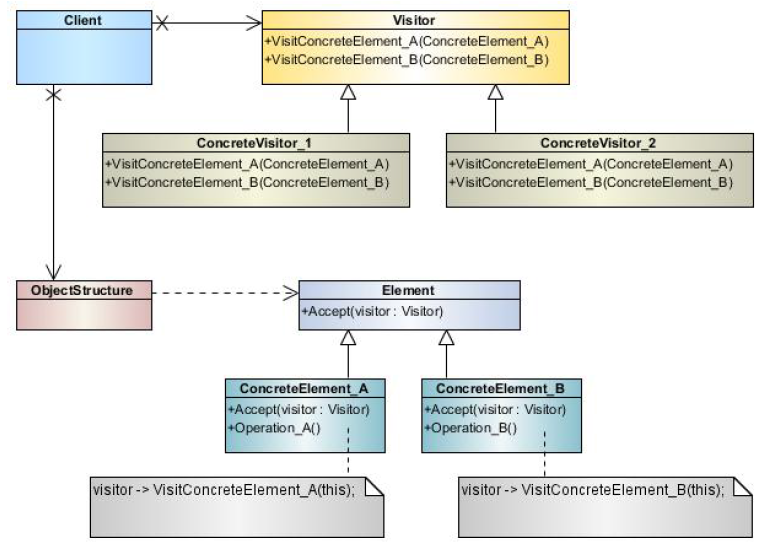 Client
Visitor
+VisitConcreteElement_A(ConcreteElement_A)
+VisitConcreteElement_B(ConcreteElement_B)
ConcreteVisitor_1
+VisitConcreteElement_A(ConcreteElement_A)
+VisitConcreteElement_B(ConcreteElement_B)
ConcreteVisitor_2
+VisitConcreteElement_A(ConcreteElement_A)
+VisitConcreteElement_B(ConcreteElement_B)
ObjectStructure
Element
+Accept(visitor : Visitor)
ConcreteElement_A
+Accept(visitor : Visitor)
+Operation_A()
ConcreteElement_B
+Accept(visitor : Visitor)
+Operation_B()
visitor -> VisitConcreteElement_A(this);
visitor -> VisitConcreteElement_B(this);